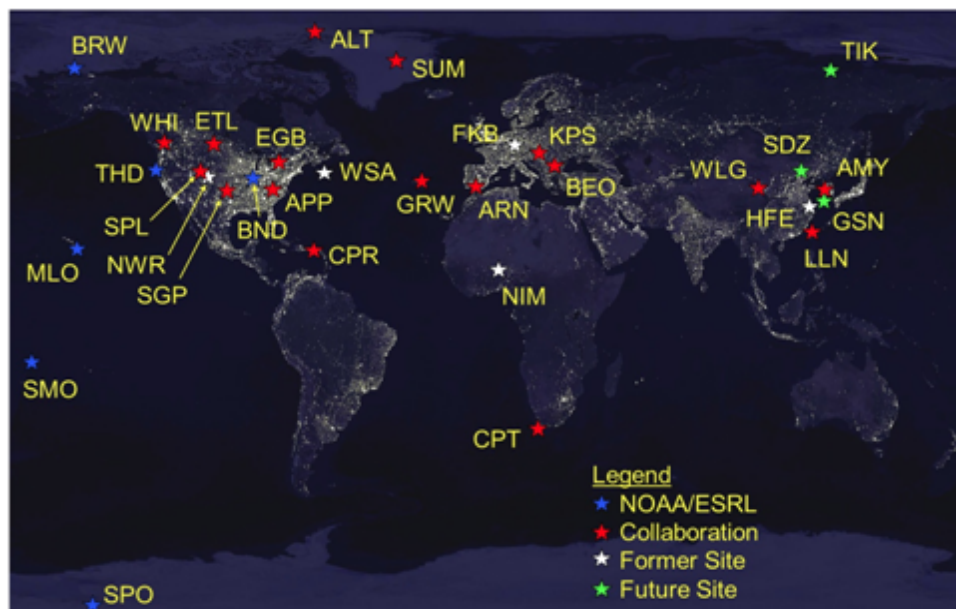 BRW
ALT
TIK
SUM
WHI
ETL
EGB
FKB
KPS
SDZ
THD
WSA
WLG
AMY
GRW
ARN
BEO
SPL
APP
HFE
GSN
BND
MLO
NWR
CPR
LLN
SGP
NIM
SMO
CPT
Legend
NOAA/ESRL
Collaboration
Former Site
Future Site
SPO